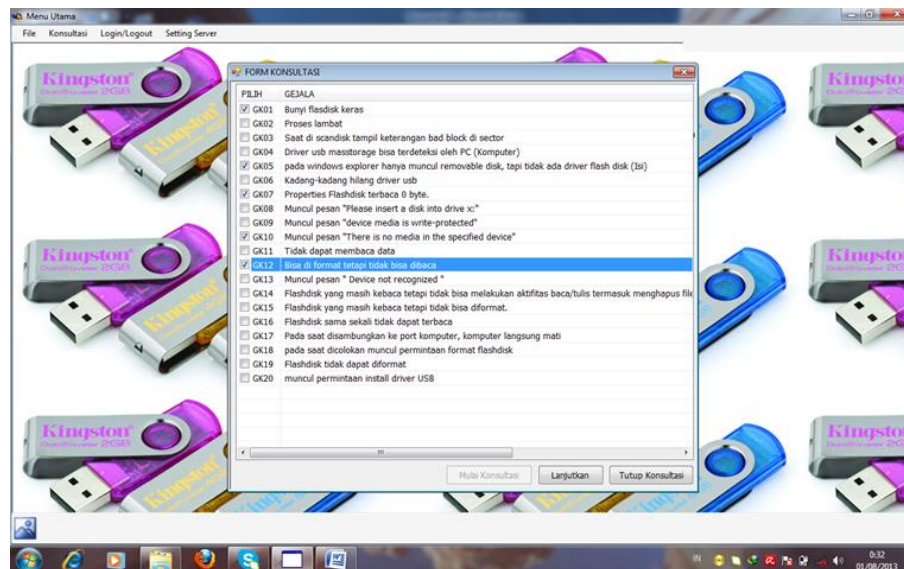 Menu Utama
File Konsultasi Login/Logout Setting Server
Kingston
FORM KONSULTASI
PILIH GEJALA
GK01 Bunyi flasdisk keras
GK02 Proses lambat
GK03 Saat di scandisk tampil keterangan bad block di sector
GK04 Driver usb masstorage bisa terdeteksi oleh PC (Komputer)
GK05 pada windows explorer hanya muncul removable disk, tapi tidak ada driver flash disk (Isi)
GK06 Kadang-kadang hilang driver usb
GK07 Properties Flashdisk terbaca 0 byte.
GK08 Muncul pesan "Please insert a disk into drive x:"
GK09 Muncul pesan "device media is write-protected"
GK10 Muncul pesan "There is no media in the specified device"
GK11 Tidak dapat membaca data
GK12 Bisa di format tetapi tidak bisa dibaca
GK13 Muncul pesan " Device not recognized "
GK14 Flashdisk yang masih kebaca tetapi tidak bisa melakukan aktifitas baca/tulis termasuk menghapus file
GK15 Flashdisk yang masih kebaca tetapi tidak bisa diformat.
GK16 Flashdisk sama sekali tidak dapat terbaca
GK17 Pada saat disambungkan ke port komputer, komputer langsung mati
GK18 pada saat dicolokan muncul permintaan format flashdisk
GK19 Flashdisk tidak dapat diformat
GK20 muncul permintaan install driver USB
Mulai Konsultasi Lanjutkan Tutup Konsultasi
Kingston
Kingston
IN 0:32
01/08/2013